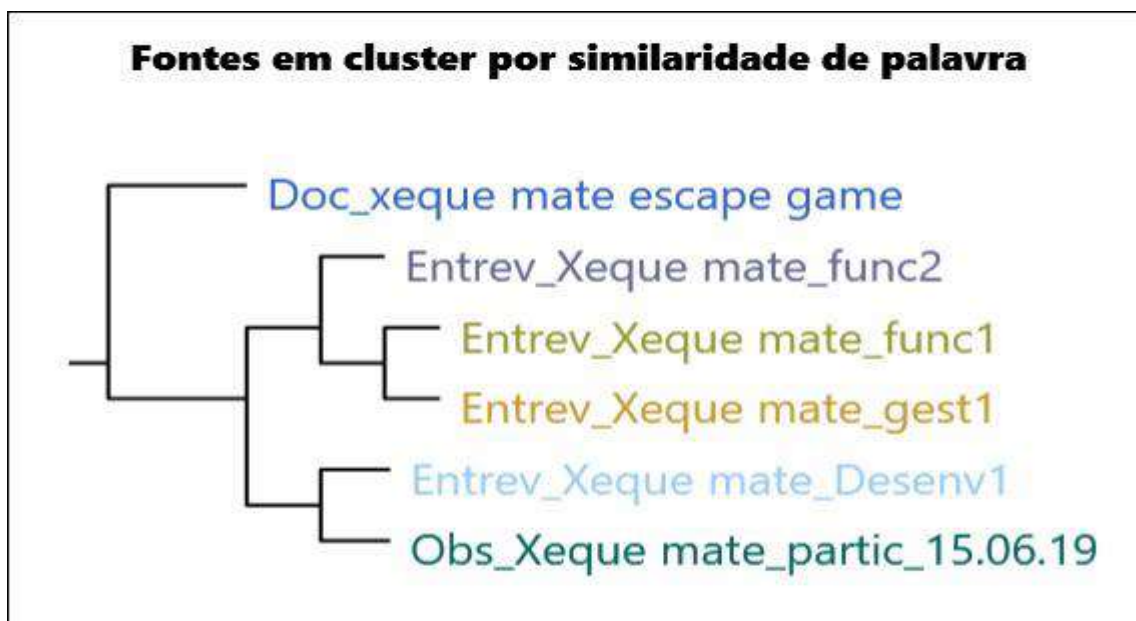 Fontes em cluster por similaridade de palavra
Doc_xeque mate escape game
Entrev_Xeque mate_func2
Entrev_Xeque mate_func1
Entrev_Xeque mate_gest1
Entrev_Xeque mate_Desenv1
Obs_Xeque mate_partic_15.06.19